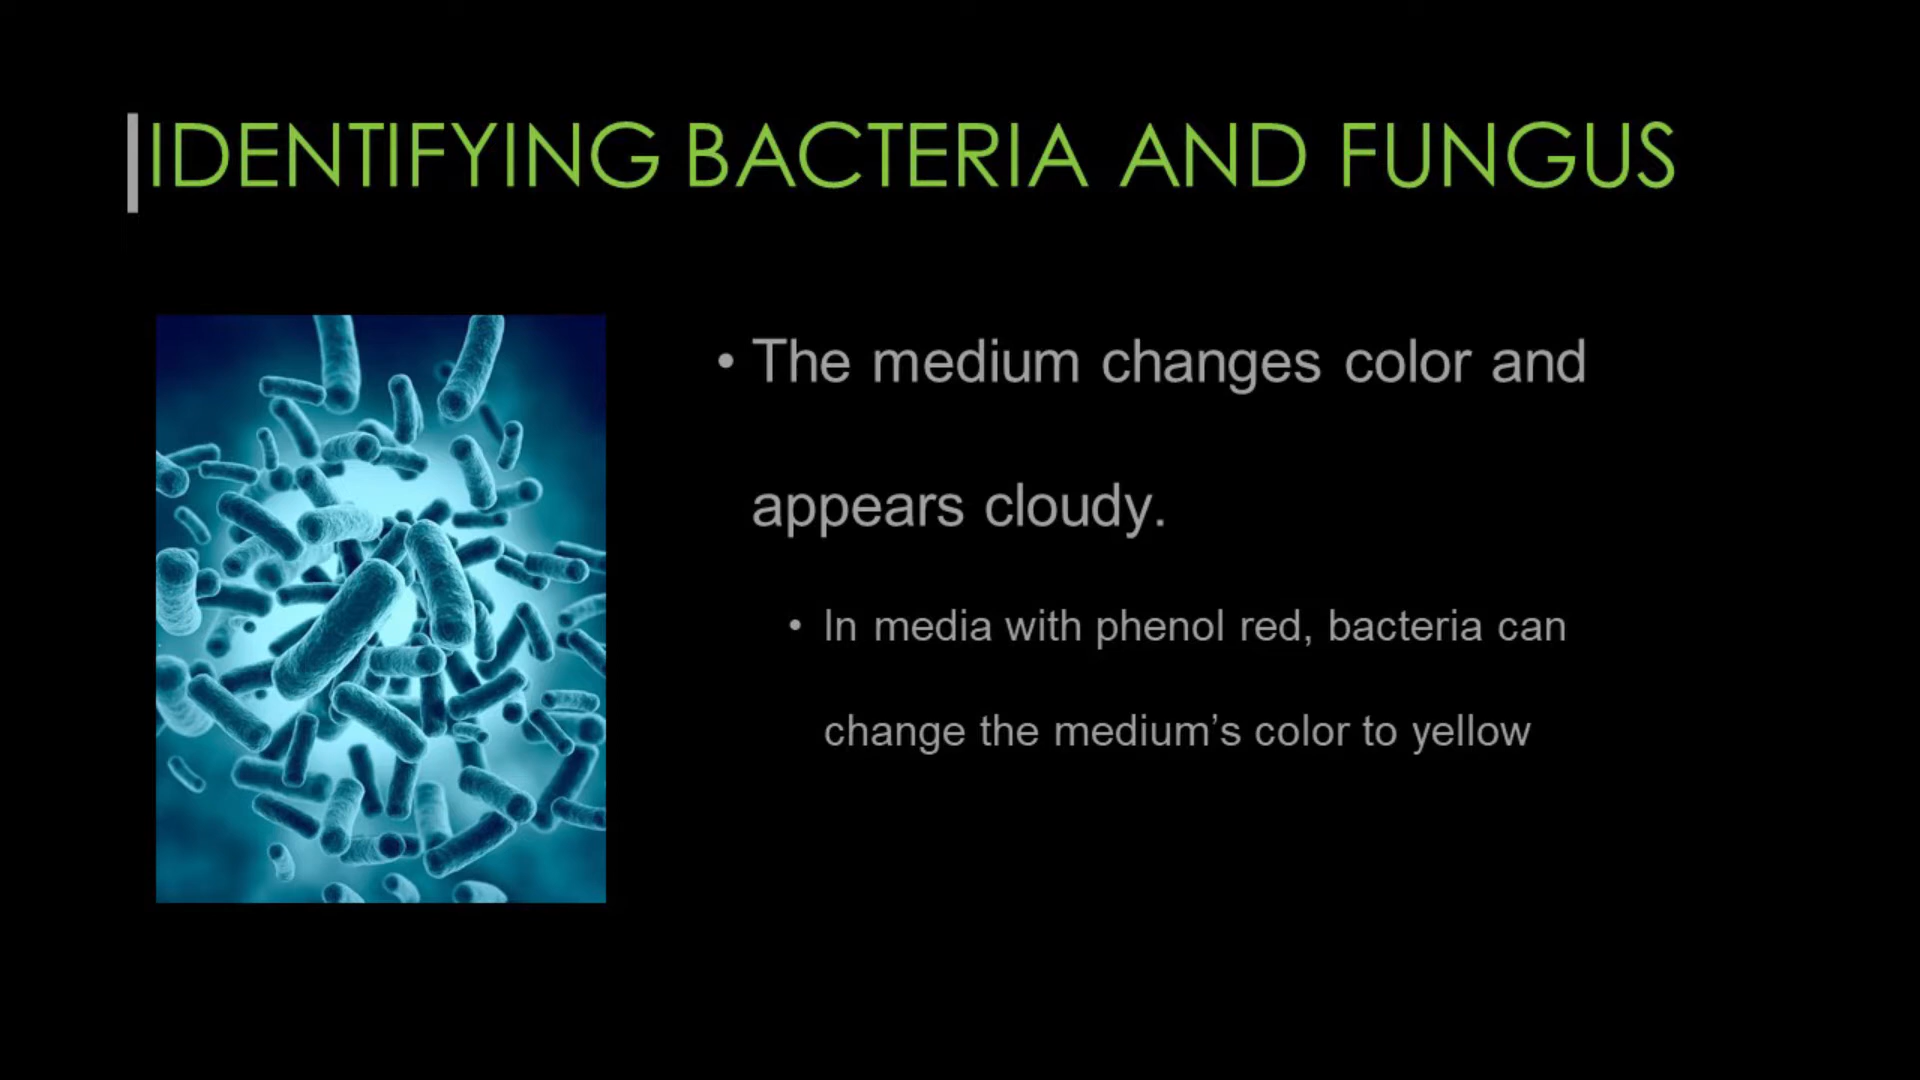 IDENTIFYING BACTERIA AND FUNGUS
• The medium changes color and
appears cloudy.
• In media with phenol red, bacteria can
change the medium’s color to yellow